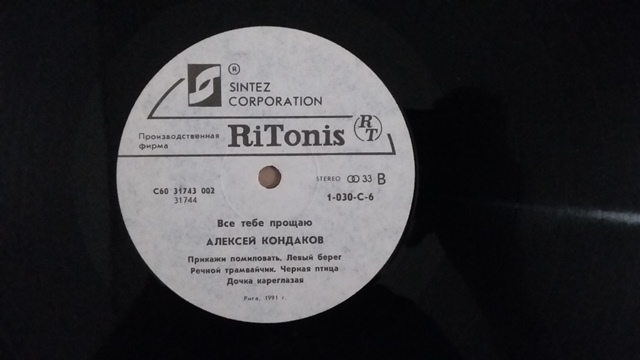 ®
SINTEZ
CORPORATION
Производственная
фирма
RiTonis
RT
С60 31743 002
31744
STEREO 33 B
1-030-C-6
Все тебе прощаю
АЛЕКСЕЙ КОНДАКОВ
Прикажи помиловать. Левый берег
Речной трамвайчик. Черная птица
Дочка кареглазая
Рига, 1991 г.